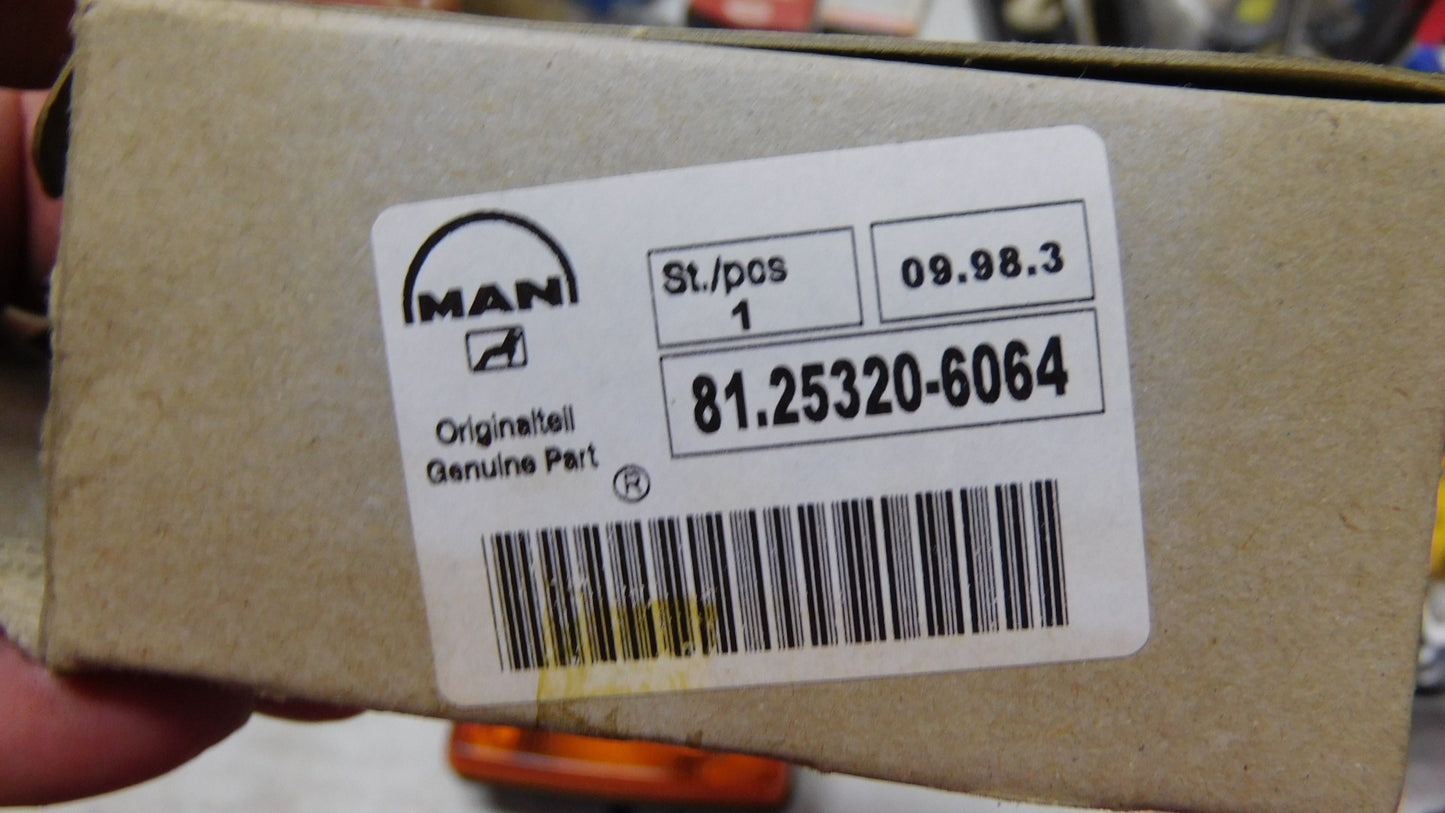 MAN
St./pcs
1
09.98.3
81.25320-6064
Originalteil
Genuine Part
®